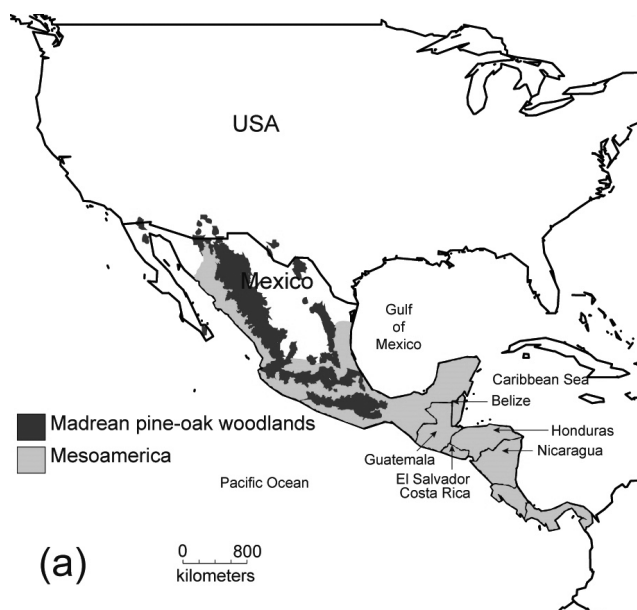 USA
Mexico
Gulf
of
Mexico
Caribbean Sea
Belize
Madrean pine-oak woodlands
Honduras
Mesoamerica
Nicaragua
Guatemala
El Salvador
Costa Rica
Pacific Ocean
(a)
0 800
kilometers